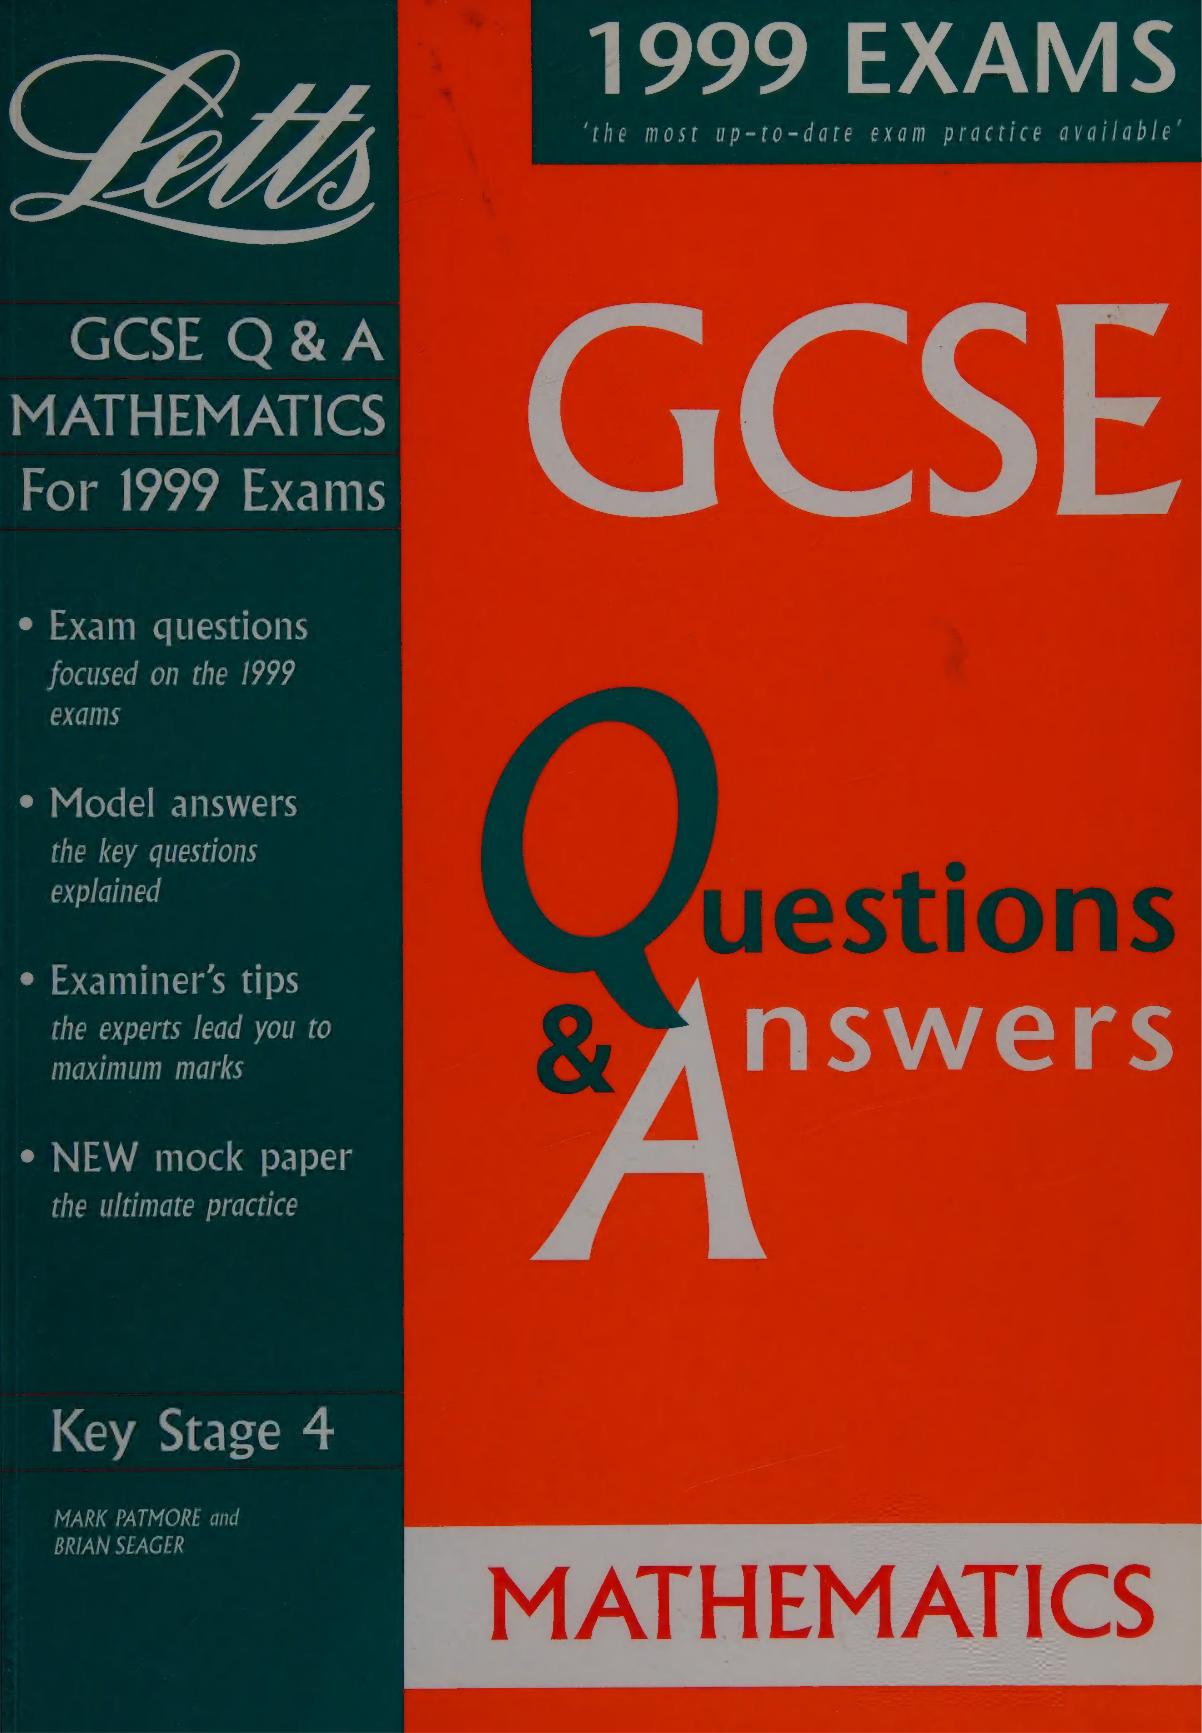 Letts
GCSE Q & A
MATHEMATICS
For 1999 Exams
• Exam questions
focused on the 1999
exams
• Model answers
the key questions
explained
• Examiner's tips
the experts lead you to
maximum marks
• NEW mock paper
the ultimate practice
Key Stage 4
MARK PATMORE and
BRIAN SEAGER
1999 EXAMS
'the most up-to-date exam practice available'
GCSE
Questions
& Answers
MATHEMATICS